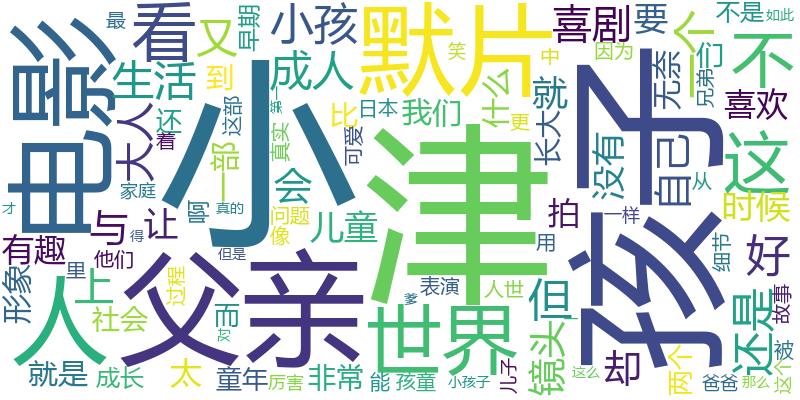 最
看
又
早期
小孩
默片
喜剧
要
一个
不是
如此
电影
生活
到
成人
笑
中
因为
们
不
大人
还
着
这部
第一
小
比
日本
我们
什么
就
无奈
兄弟
喜欢
一部
真实
可爱
更
长大
孩子
没有
自己
这
家庭
会
津
从
才
啊
真的
问题
像
儿童
拍
一样
时候
有趣
与
得
让
他们
但是
用
细节
好
形象
人
里
上
过程
父亲
爹
表演
人世
但
还是
故事
社会
而
对
世界
镜头
却
两个
被
就是
成长
太
童年
厉害
非常
能
孩童
小孩子
儿子
这么
爸爸
那么
这个